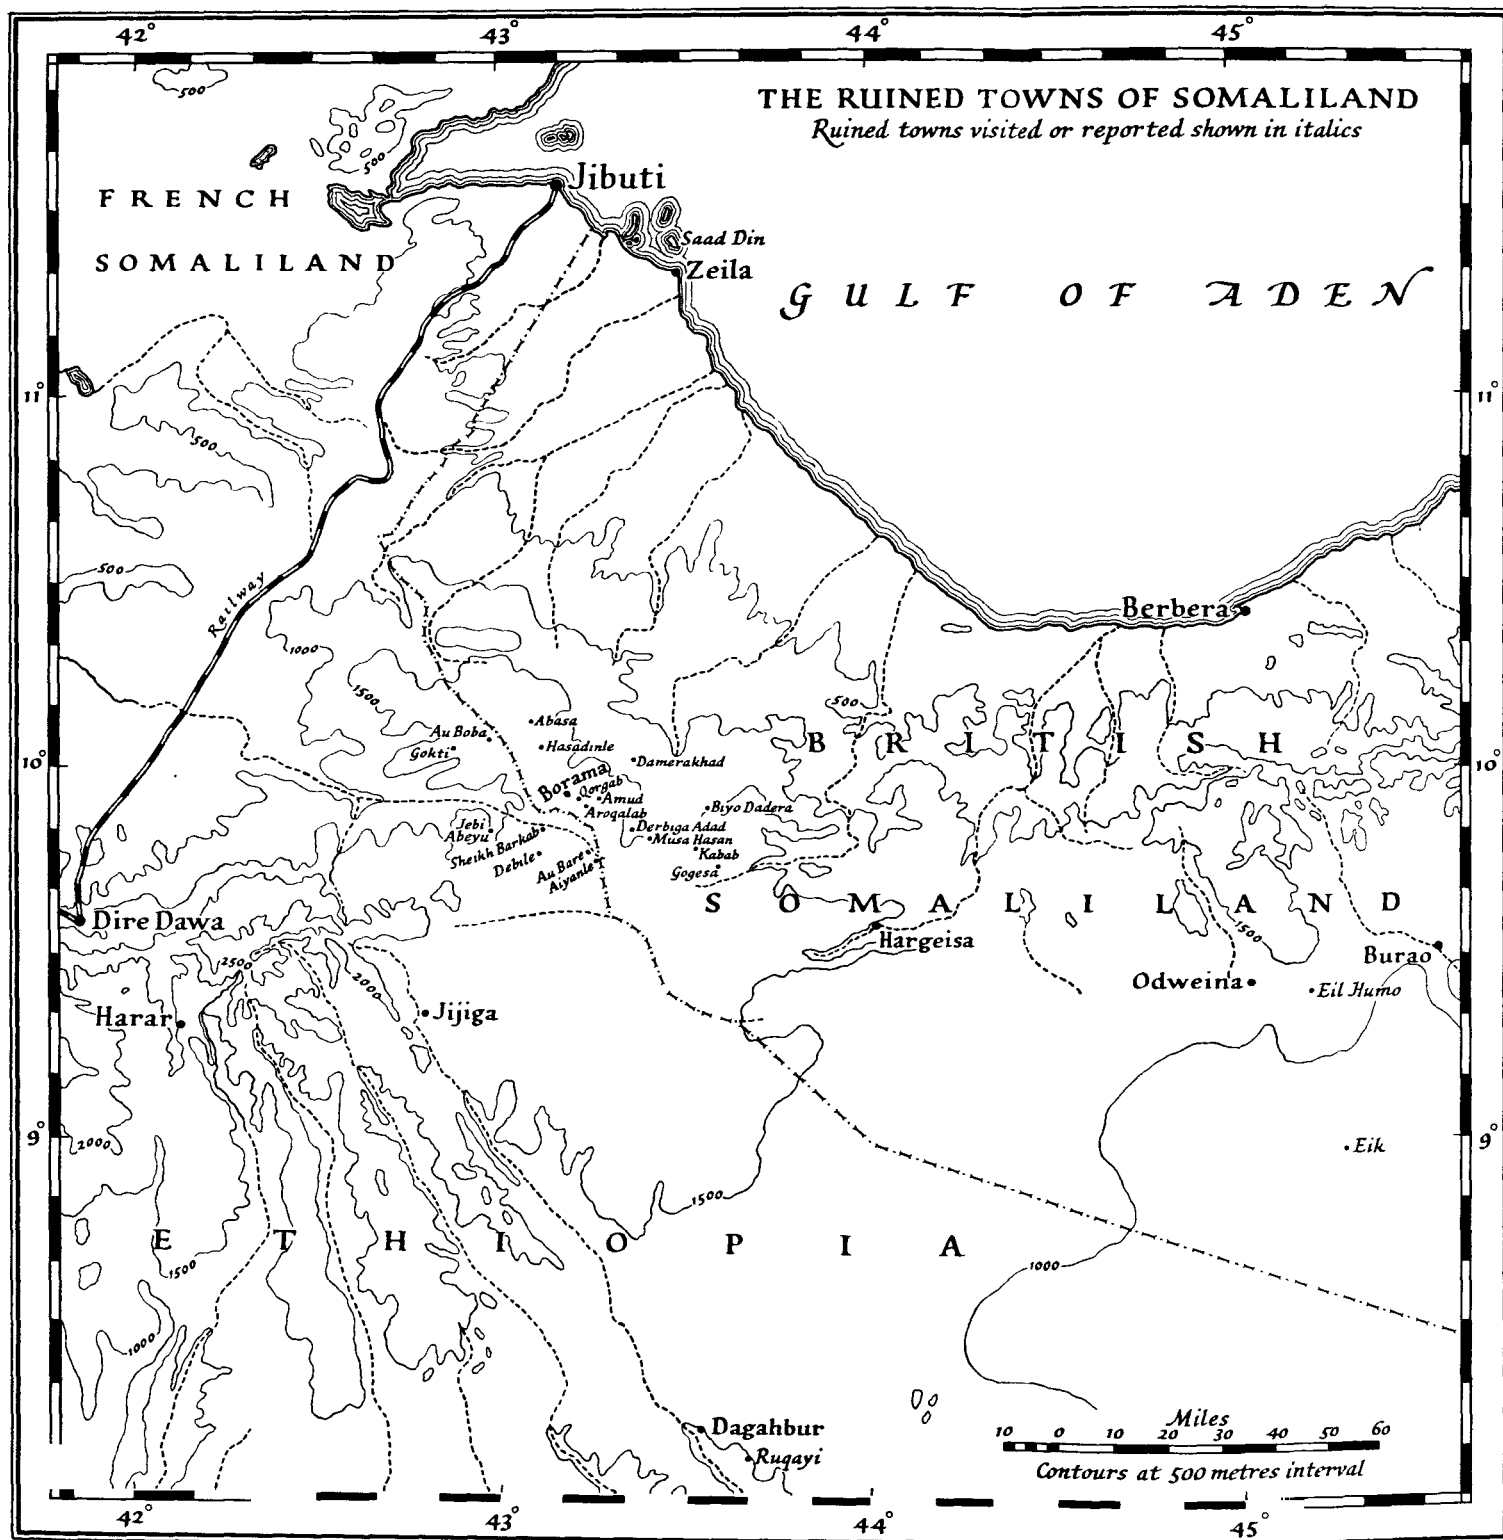 42°
43°
44°
45°
500
THE RUINED TOWNS OF SOMALILAND
Ruined towns visited or reported shown in italics
500
FRENCH
SOMALILAND
Jibuti
Saad Din
Zeila
GULF OF ADEN
11°
11°
500
500
Railway
Berbera
1000
1500
500
Au Boba
Abasa
Gokti
Hasadinle
BRITISH
10°
10°
Damerakhad
Borama
Qorgab
Amud
Aroqalab
Biyo Dadera
Jebi
Abeyu
Derbiga Adad
Musa Hasan
Sheikh Barkab
Debile
Kabab
Au Bare
Aiyanle
Gogesa
SOMALILAND
Dire Dawa
1500
Hargeisa
Burao
2500
2000
Odweina
Eil Humo
Harar
Jijiga
9°
9°
2000
Eik
1500
ETHIOPIA
1500
1000
1000
Dagahbur
Ruqayi
Miles
10 0 10 20 30 40 50 60
Contours at 500 metres interval
42°
43°
44°
45°